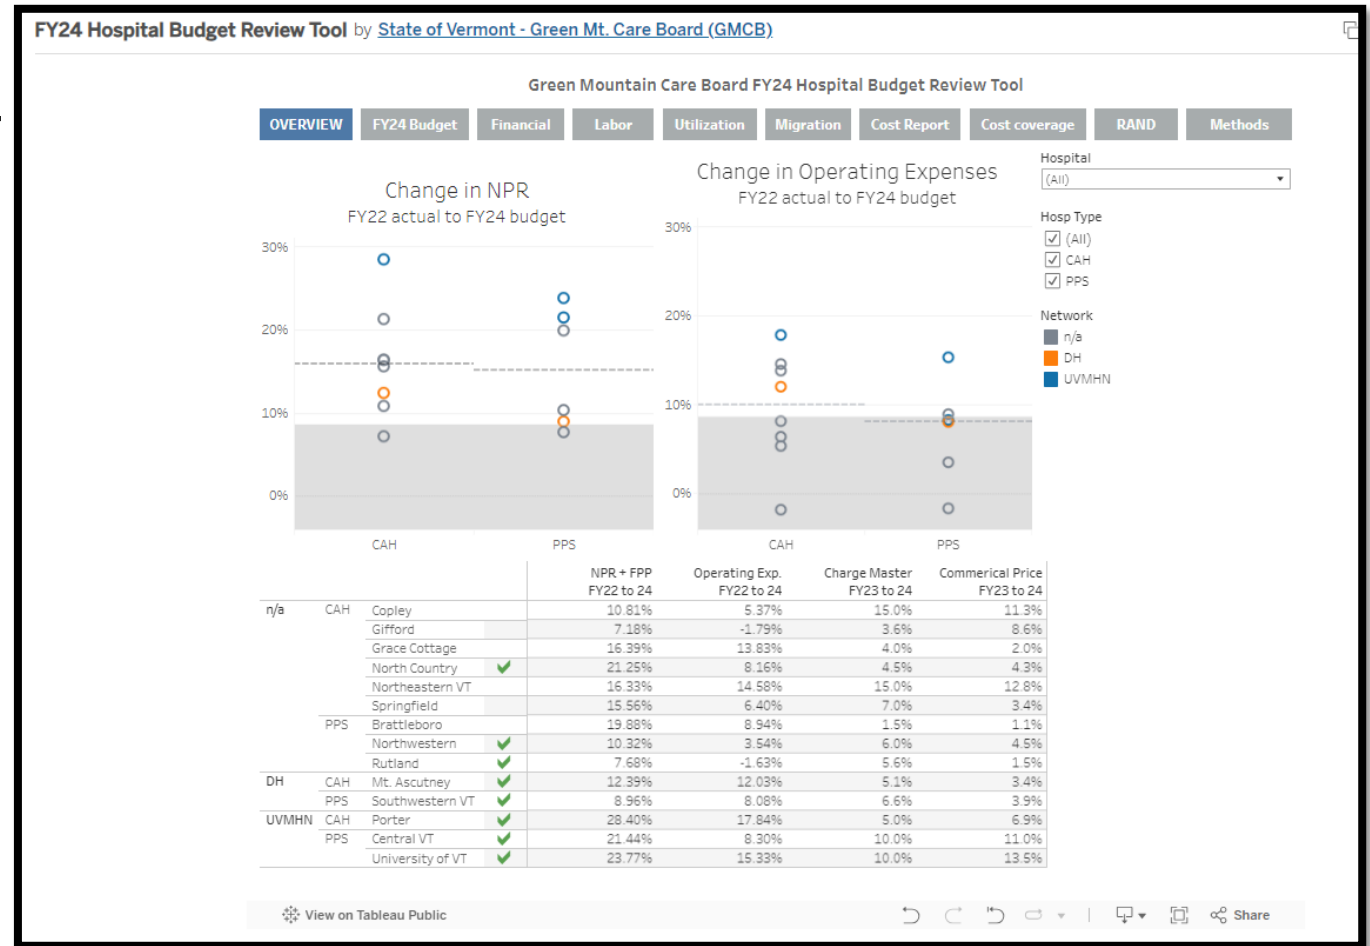 FY24 Hospital Budget Review Tool by State of Vermont - Green Mt. Care Board (GMCB)
Green Mountain Care Board FY24 Hospital Budget Review Tool
OVERVIEW FY24 Budget Financial Labor Utilization Migration Cost Report Cost coverage RAND Methods
Change in NPR
FY22 actual to FY24 budget
30%
20%
10%
0%
CAH PPS
Change in Operating Expenses
FY22 actual to FY24 budget
30%
20%
10%
0%
CAH PPS
Hospital
(All)
Hosp Type
(All)
CAH
PPS
Network
n/a
DH
UVMHN
NPR + FPP Operating Exp. Charge Master Commerical Price
FY22 to 24 FY22 to 24 FY23 to 24 FY23 to 24
n/a CAH Copley 10.81% 5.37% 15.0% 11.3%
Gifford 7.18% -1.79% 3.6% 8.6%
Grace Cottage 16.39% 13.83% 4.0% 2.0%
North Country 21.25% 8.16% 4.5% 4.3%
Northeastern VT 16.33% 14.58% 15.0% 12.8%
Springfield 15.56% 6.40% 7.0% 3.4%
PPS Brattleboro 19.88% 8.94% 1.5% 1.1%
Northwestern 10.32% 3.54% 6.0% 4.5%
Rutland 7.68% -1.63% 5.6% 1.5%
DH CAH Mt. Ascutney 12.39% 12.03% 5.1% 3.4%
PPS Southwestern VT 8.96% 8.08% 6.6% 3.9%
UVMHN CAH Porter 28.40% 17.84% 5.0% 6.9%
PPS Central VT 21.44% 8.30% 10.0% 11.0%
University of VT 23.77% 15.33% 10.0% 13.5%
View on Tableau Public
Share